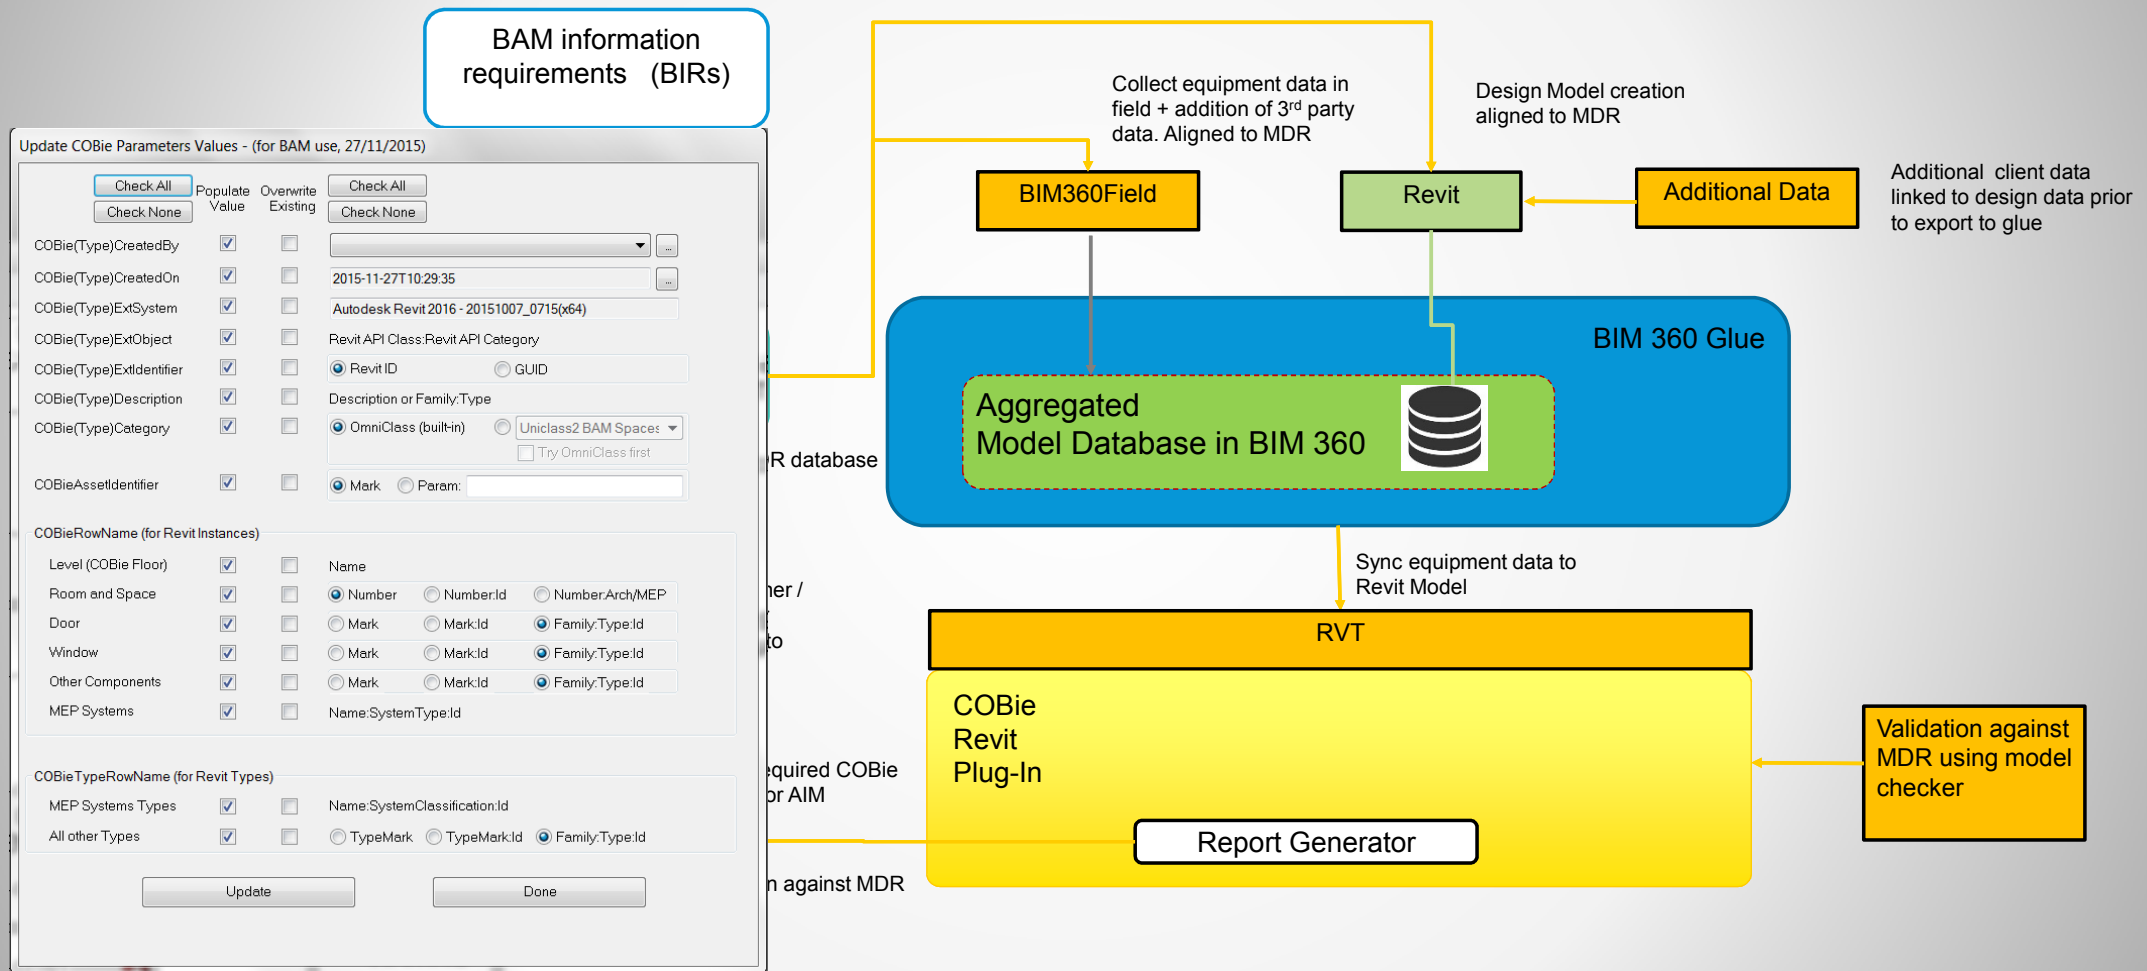 BAM information
requirements (BIRs)
Update COBie Parameters Values - (for BAM use, 27/11/2015)
Check All
Populate
Value
Overwrite
Existing
Check All
Check None
Check None
COBie(Type)CreatedBy
...
COBie(Type)CreatedOn
2015-11-27T10:29:35
...
COBie(Type)ExtSystem
Autodesk Revit 2016 - 20151007_0715(x64)
COBie(Type)ExtObject
Revit API Class:Revit API Category
COBie(Type)ExtIdentifier
Revit ID
GUID
COBie(Type)Description
Description or Family:Type
COBie(Type)Category
OmniClass (built-in)
Uniclass2 BAM Spaces
Try OmniClass first
COBieAssetIdentifier
Mark
Param:
COBieRowName (for Revit Instances)
Level (COBie Floor)
Name
Room and Space
Number
Number:Id
Number:Arch/MEP
Door
Mark
Mark:Id
Family:Type:Id
Window
Mark
Mark:Id
Family:Type:Id
Other Components
Mark
Mark:Id
Family:Type:Id
MEP Systems
Name:SystemType:Id
COBieTypeRowName (for Revit Types)
MEP Systems Types
Name:SystemClassification:Id
All other Types
TypeMark
TypeMark:Id
Family:Type:Id
Update
Done
Collect equipment data in
field + addition of 3rd party
data. Aligned to MDR
Design Model creation
aligned to MDR
BIM360Field
Revit
Additional Data
Additional client data
linked to design data prior
to export to glue
BIM 360 Glue
Aggregated
Model Database in BIM 360
R database
Sync equipment data to
Revit Model
ner /
to
RVT
COBie
Revit
Plug-In
equired COBie
or AIM
Validation against
MDR using model
checker
Report Generator
n against MDR